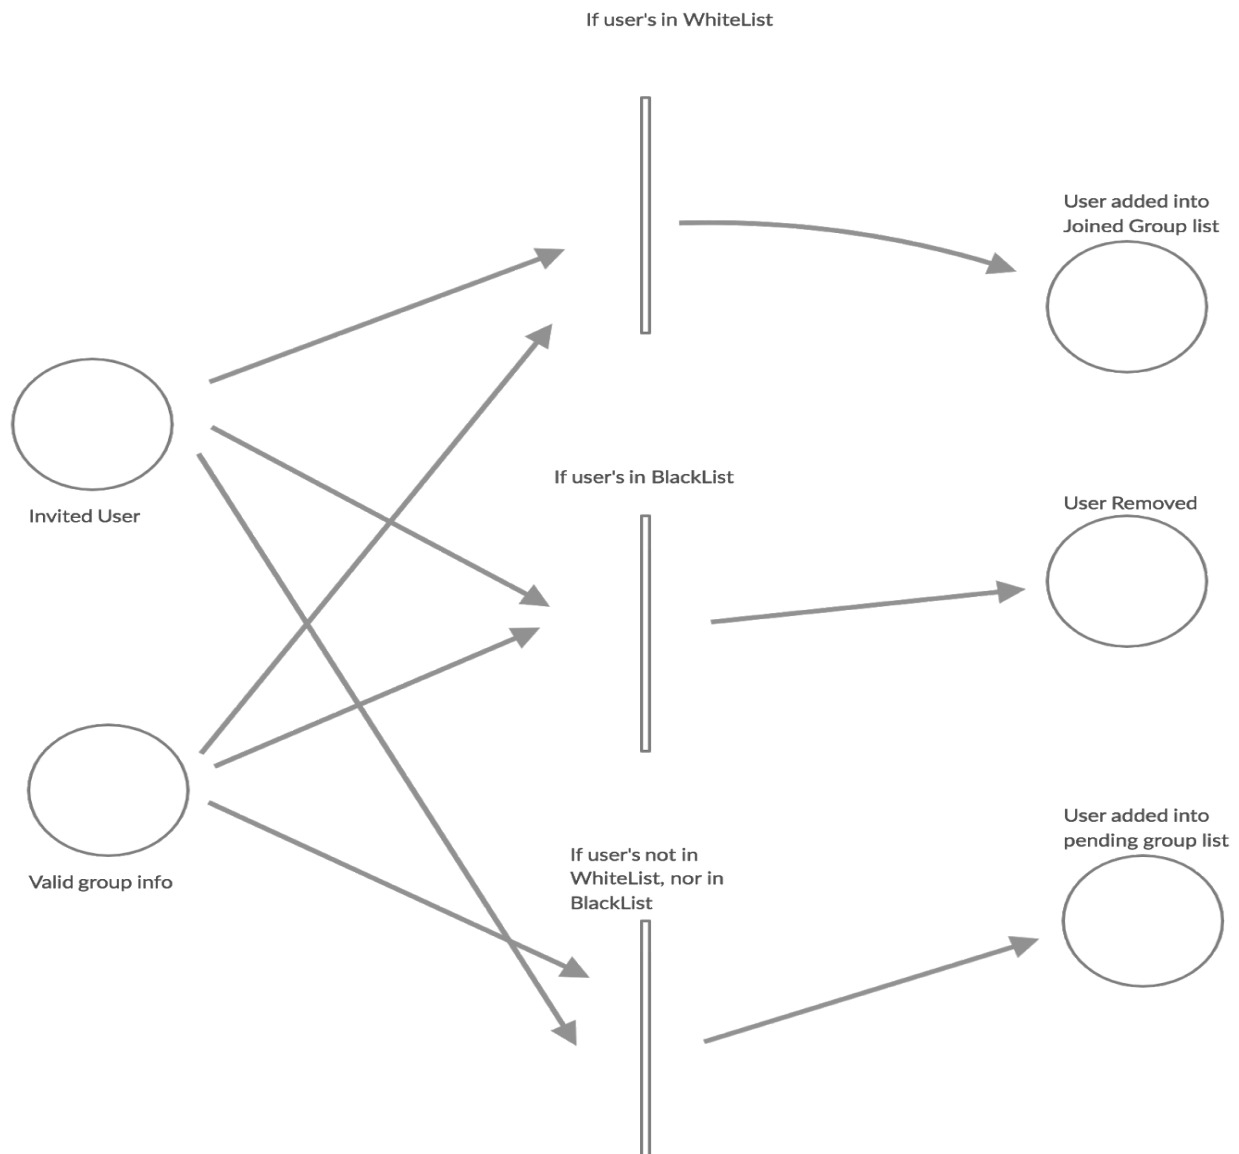 If user's in WhiteList
User added into
Joined Group list
Invited User
If user's in BlackList
User Removed
Valid group info
If user's not in
WhiteList, nor in
BlackList
User added into
pending group list